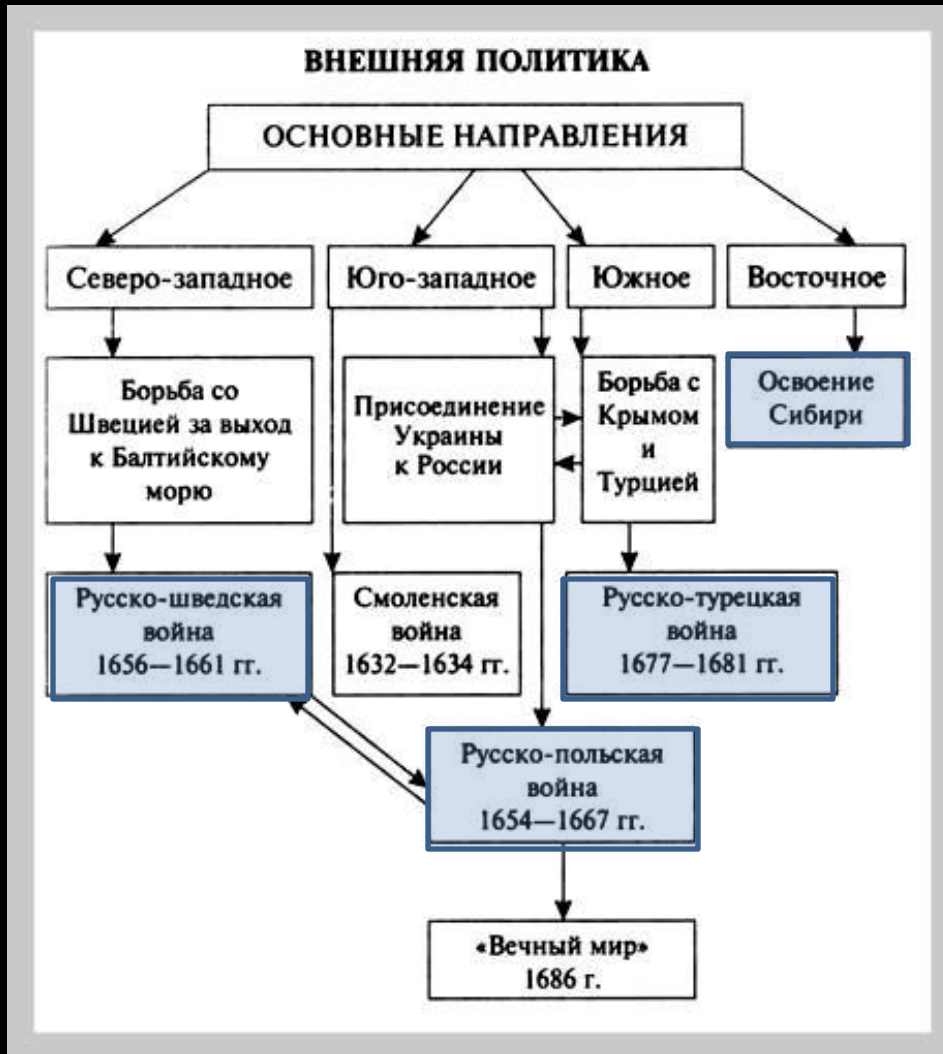 ВНЕШНЯЯ ПОЛИТИКА
ОСНОВНЫЕ НАПРАВЛЕНИЯ
Северо-западное
Юго-западное
Южное
Восточное
Борьба со
Швецией за выход
к Балтийскому
морю
Присоединение
Украины
к России
Борьба с
Крымом
и
Турцией
Освоение
Сибири
Русско-шведская
война
1656—1661 гг.
Смоленская
война
1632—1634 гг.
Русско-турецкая
война
1677—1681 гг.
Русско-польская
война
1654—1667 гг.
«Вечный мир»
1686 г.